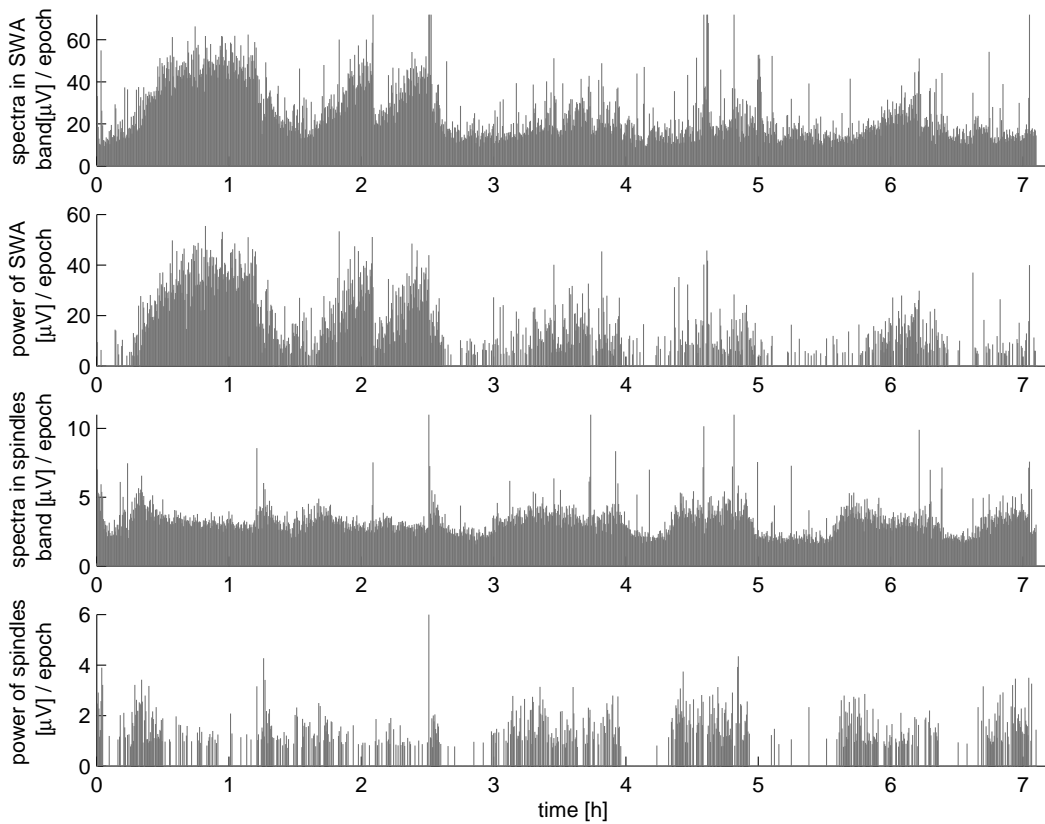 spectra in SWA
band[μV] / epoch
60
40
20
0
0 1 2 3 4 5 6 7
power of SWA
[μV] / epoch
60
40
20
0
0 1 2 3 4 5 6 7
spectra in spindles
band [μV] / epoch
10
5
0
0 1 2 3 4 5 6 7
power of spindles
[μV] / epoch
6
4
2
0
0 1 2 3 4 5 6 7
time [h]